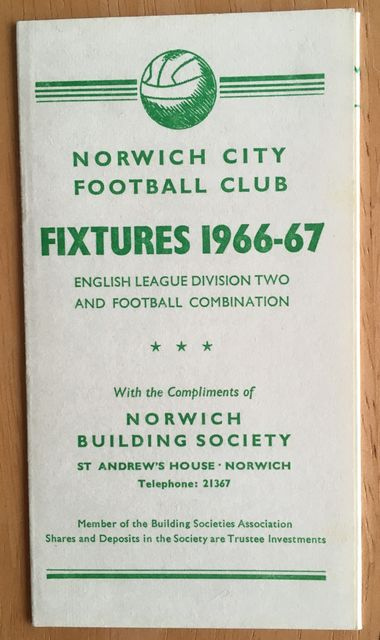 NORWICH CITY
FOOTBALL CLUB
FIXTURES 1966-67
ENGLISH LEAGUE DIVISION TWO
AND FOOTBALL COMBINATION
With the Compliments of
NORWICH
BUILDING SOCIETY
ST ANDREW'S HOUSE · NORWICH
Telephone: 21367
Member of the Building Societies Association
Shares and Deposits in the Society are Trustee Investments